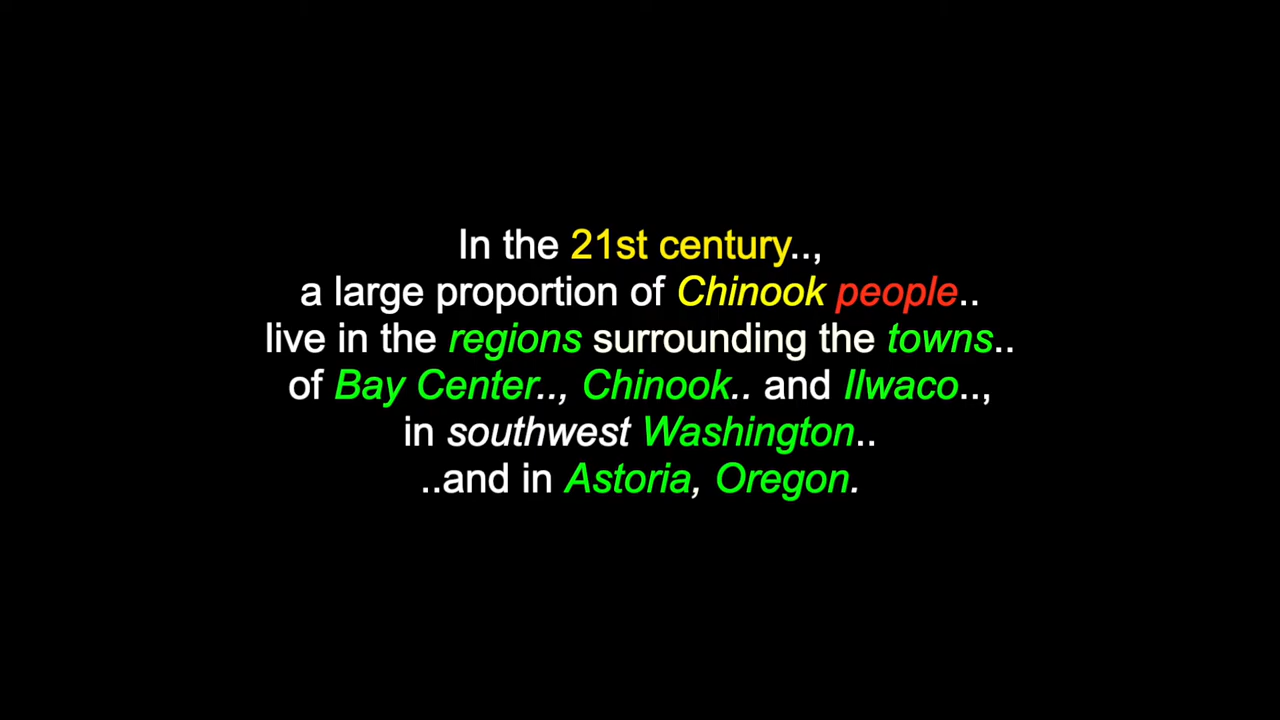 In the 21st century..,
a large proportion of Chinook people..
live in the regions surrounding the towns..
of Bay Center.., Chinook.. and Ilwaco..,
in southwest Washington..
..and in Astoria, Oregon.